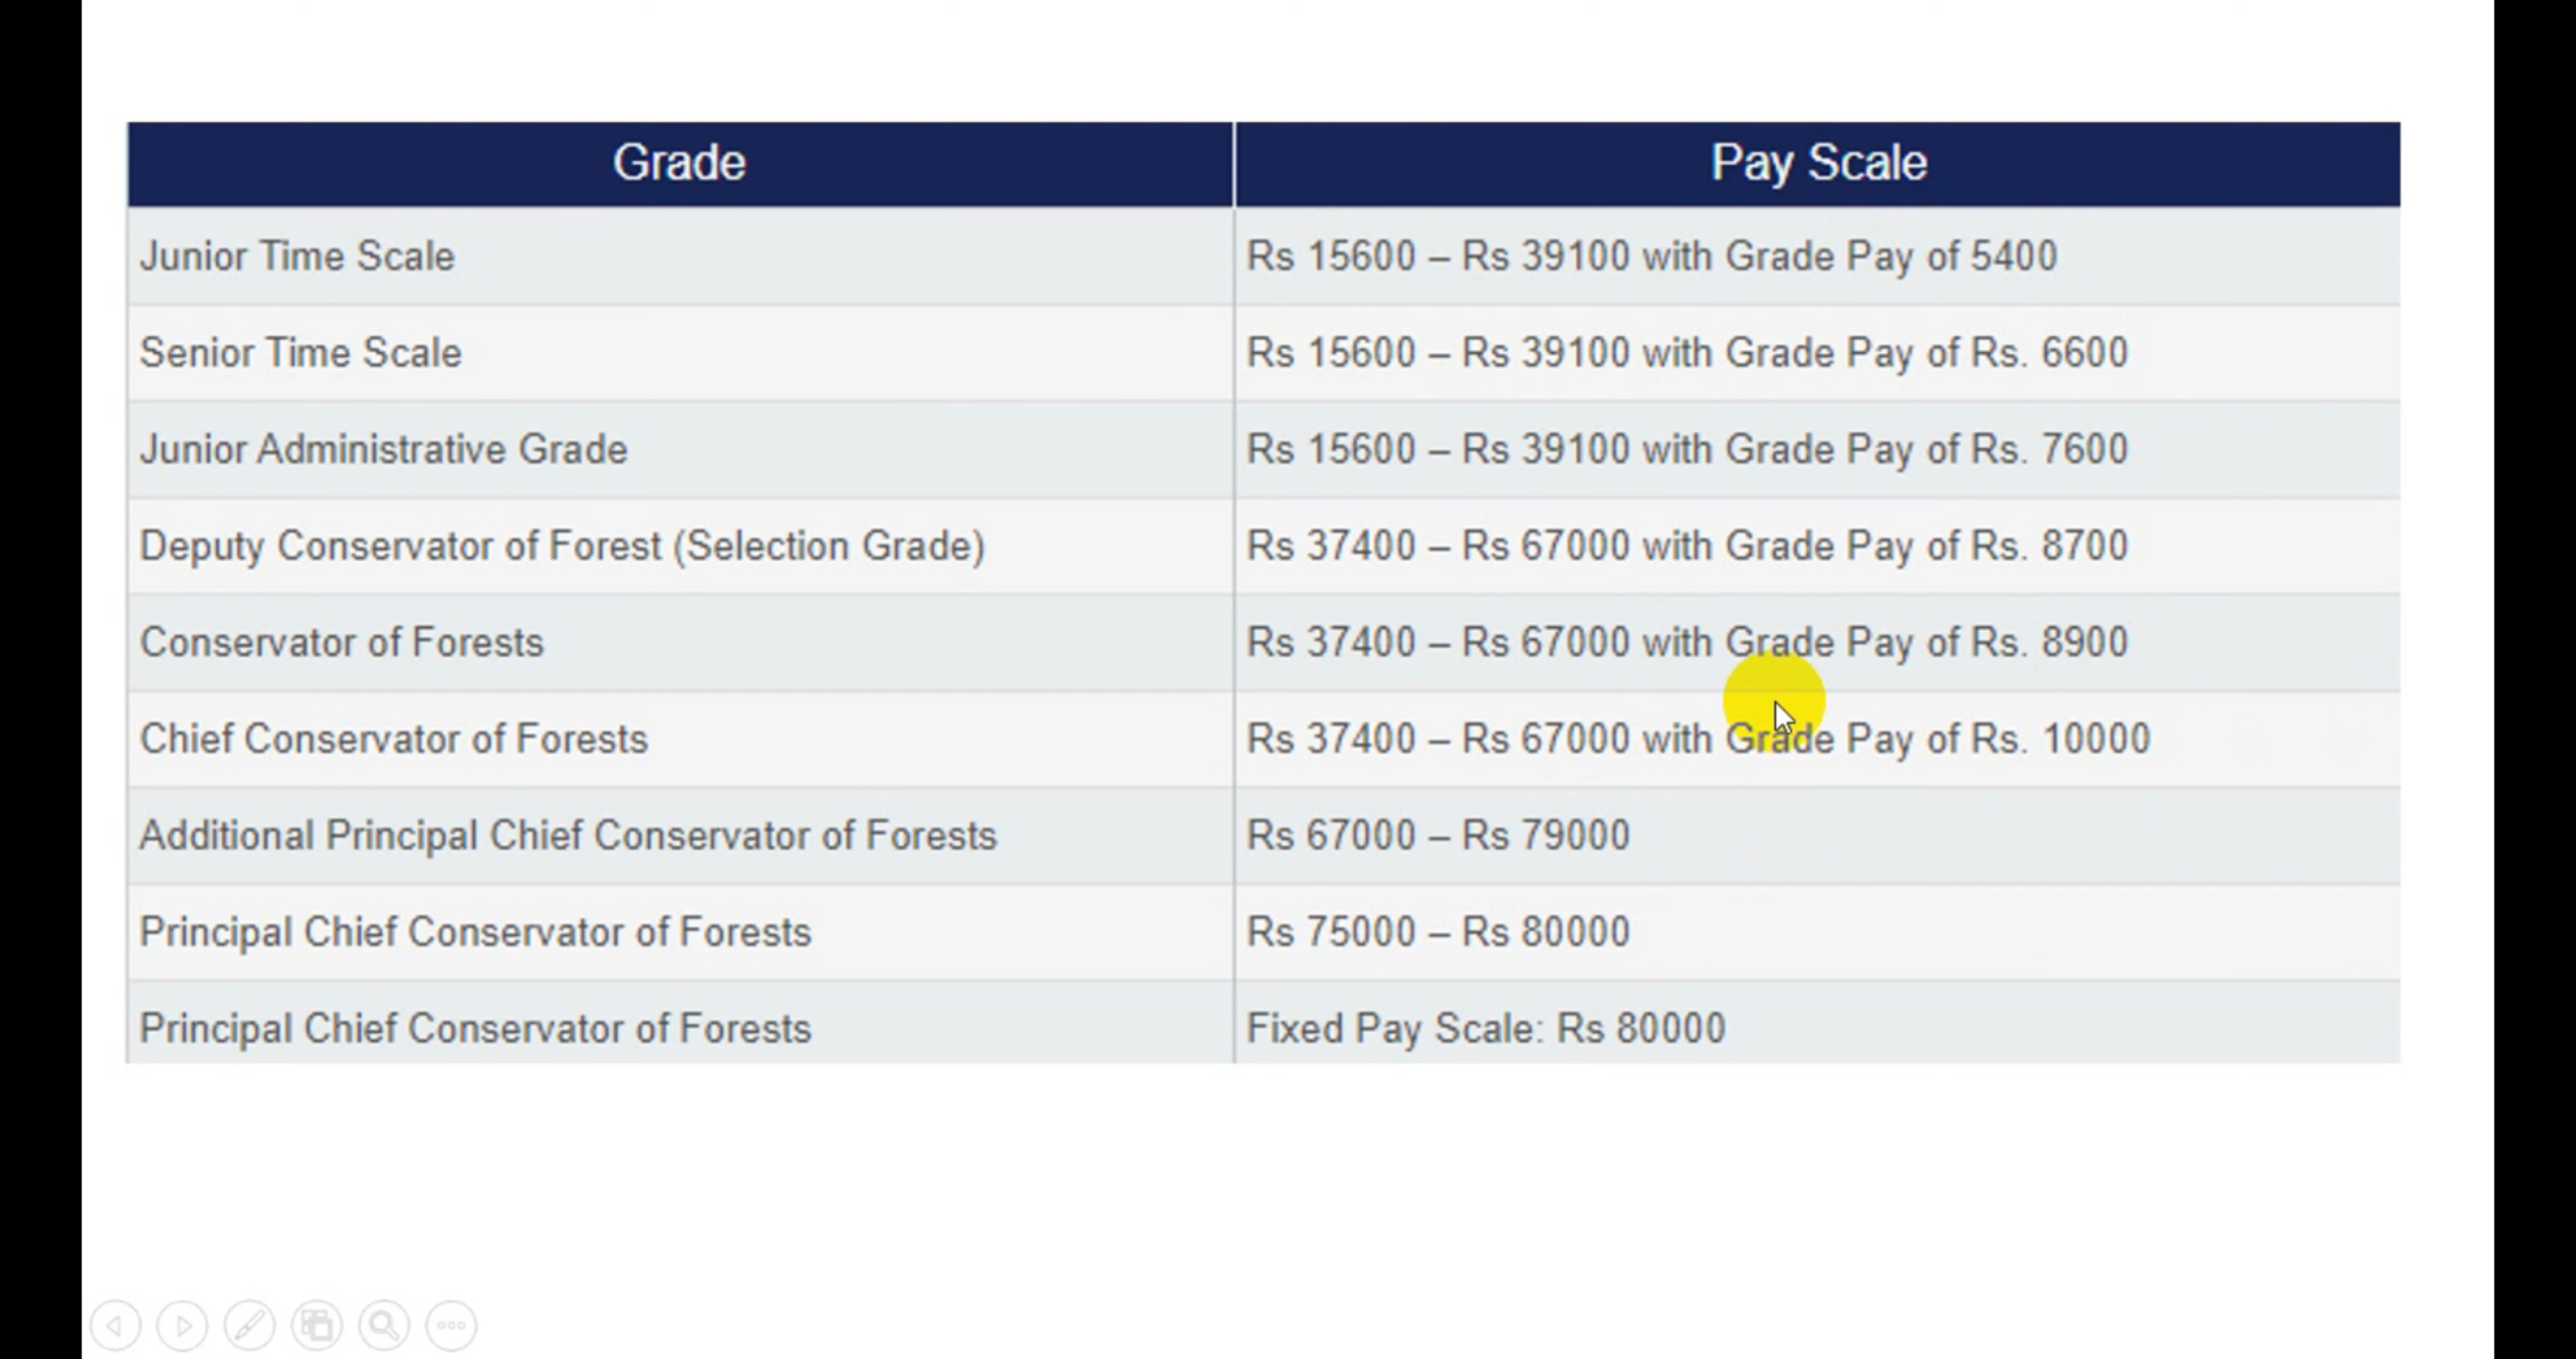 Grade Pay Scale
Junior Time Scale Rs 15600 – Rs 39100 with Grade Pay of 5400
Senior Time Scale Rs 15600 – Rs 39100 with Grade Pay of Rs. 6600
Junior Administrative Grade Rs 15600 – Rs 39100 with Grade Pay of Rs. 7600
Deputy Conservator of Forest (Selection Grade) Rs 37400 – Rs 67000 with Grade Pay of Rs. 8700
Conservator of Forests Rs 37400 – Rs 67000 with Grade Pay of Rs. 8900
Chief Conservator of Forests Rs 37400 – Rs 67000 with Grade Pay of Rs. 10000
Additional Principal Chief Conservator of Forests Rs 67000 – Rs 79000
Principal Chief Conservator of Forests Rs 75000 – Rs 80000
Principal Chief Conservator of Forests Fixed Pay Scale: Rs 80000